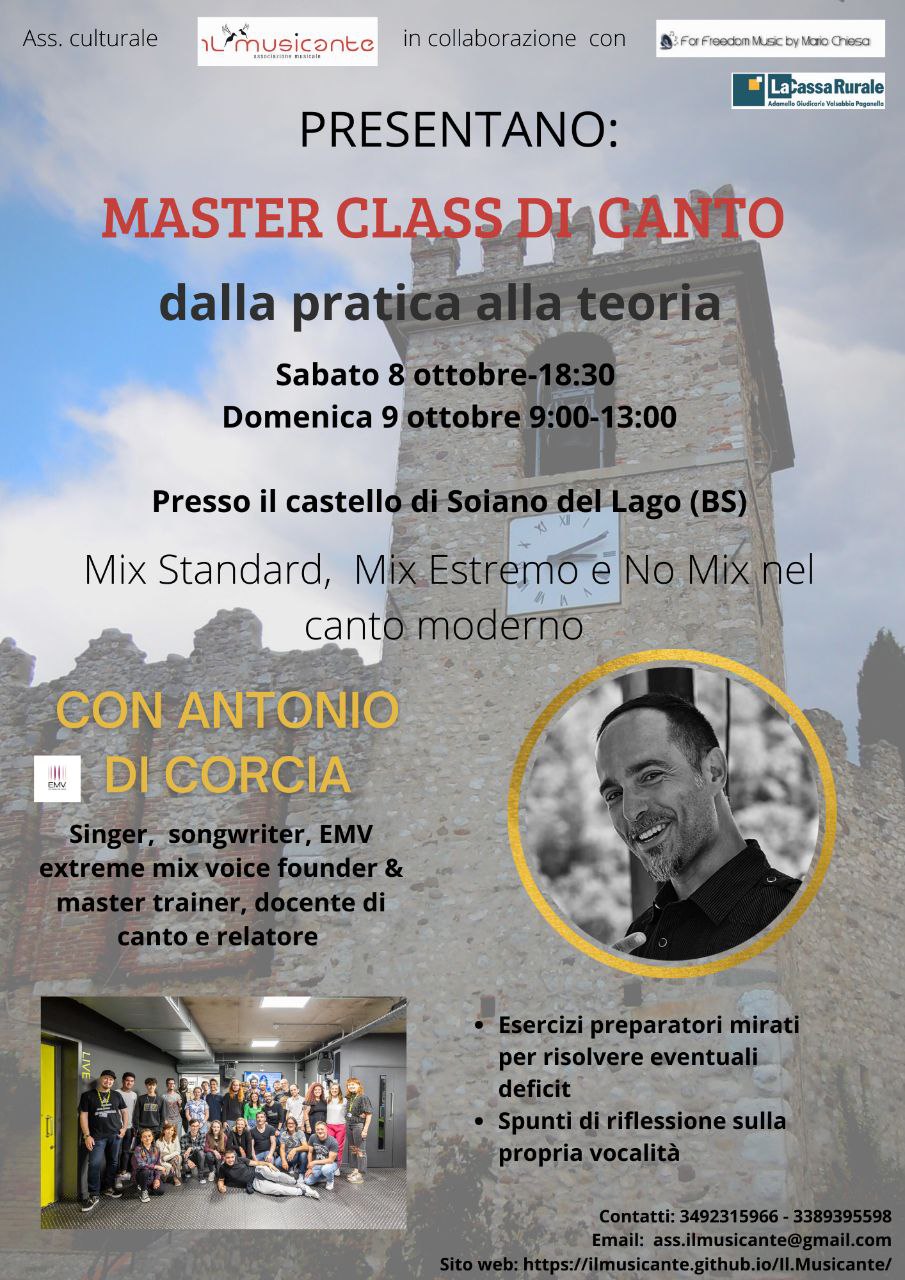 Ass. culturale
il musicante
associazione musicale
in collaborazione con
For Freedom Music by Mario Chiesa
LaCassaRurale
Adamello Giudicarie Valsabbia Paganella
PRESENTANO:
MASTER CLASS DI CANTO
dalla pratica alla teoria
Sabato 8 ottobre-18:30
Domenica 9 ottobre 9:00-13:00
Presso il castello di Soiano del Lago (BS)
Mix Standard, Mix Estremo e No Mix nel
canto moderno
CON ANTONIO
DI CORCIA
EMV
Singer, songwriter, EMV
extreme mix voice founder &
master trainer, docente di
canto e relatore
LIVE
Esercizi preparatori mirati
per risolvere eventuali
deficit
Spunti di riflessione sulla
propria vocalità
Contatti: 3492315966 - 3389395598
Email: ass.ilmusicante@gmail.com
Sito web: https://ilmusicante.github.io/Il.Musicante/